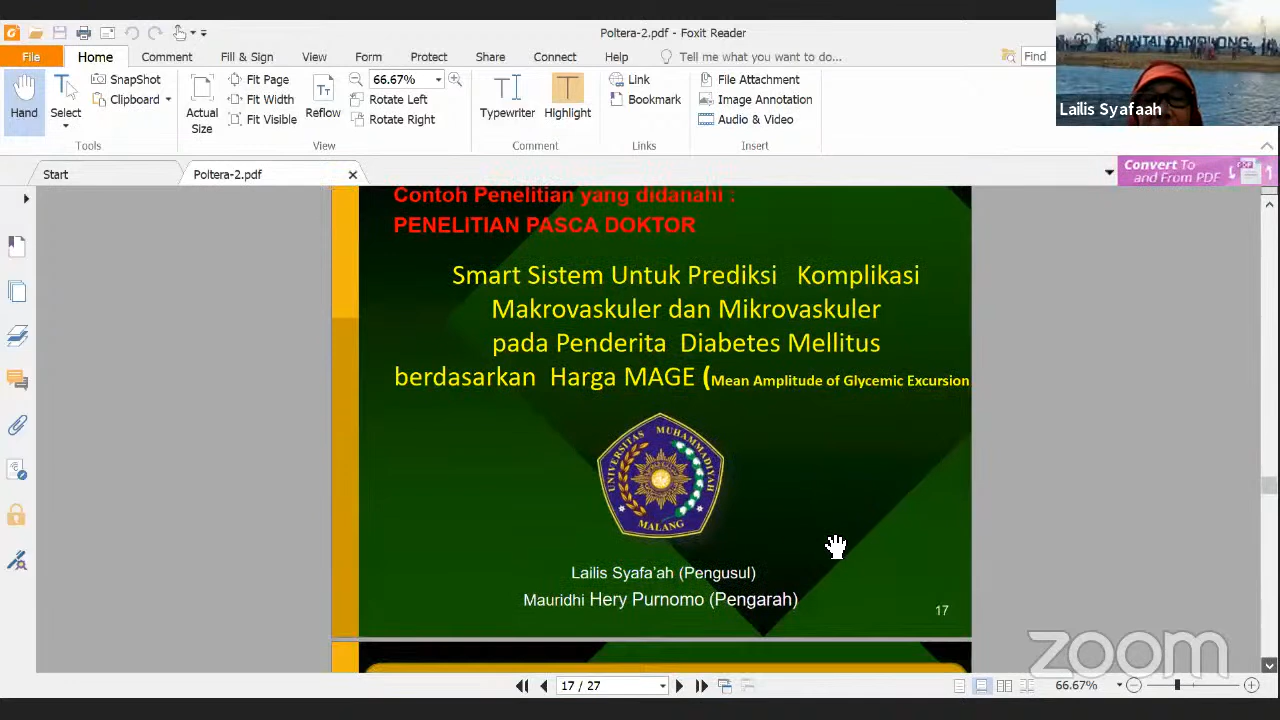 Poltera-2.pdf - Foxit Reader
File Home Comment Fill & Sign View Form Protect Share Connect Help Tell me what you want to do... Find
Hand
Select
SnapShot
Clipboard
Tools
Actual Size
Fit Page
Fit Width
Fit Visible
Reflow
66.67%
Rotate Left
Rotate Right
View
Typewriter
Highlight
Comment
Link
Bookmark
Links
File Attachment
Image Annotation
Audio & Video
Insert
Lailis Syafaah
Start
Poltera-2.pdf
Convert To
and From PDF
Contoh Penelitian yang didanahi :
PENELITIAN PASCA DOKTOR
Smart Sistem Untuk Prediksi Komplikasi
Makrovaskuler dan Mikrovaskuler
pada Penderita Diabetes Mellitus
berdasarkan Harga MAGE (Mean Amplitude of Glycemic Excursion
UNIVERSITAS MUHAMMADIYAH
MALANG
Lailis Syafa'ah (Pengusul)
Mauridhi Hery Purnomo (Pengarah)
17
zoom
17 / 27
66.67%